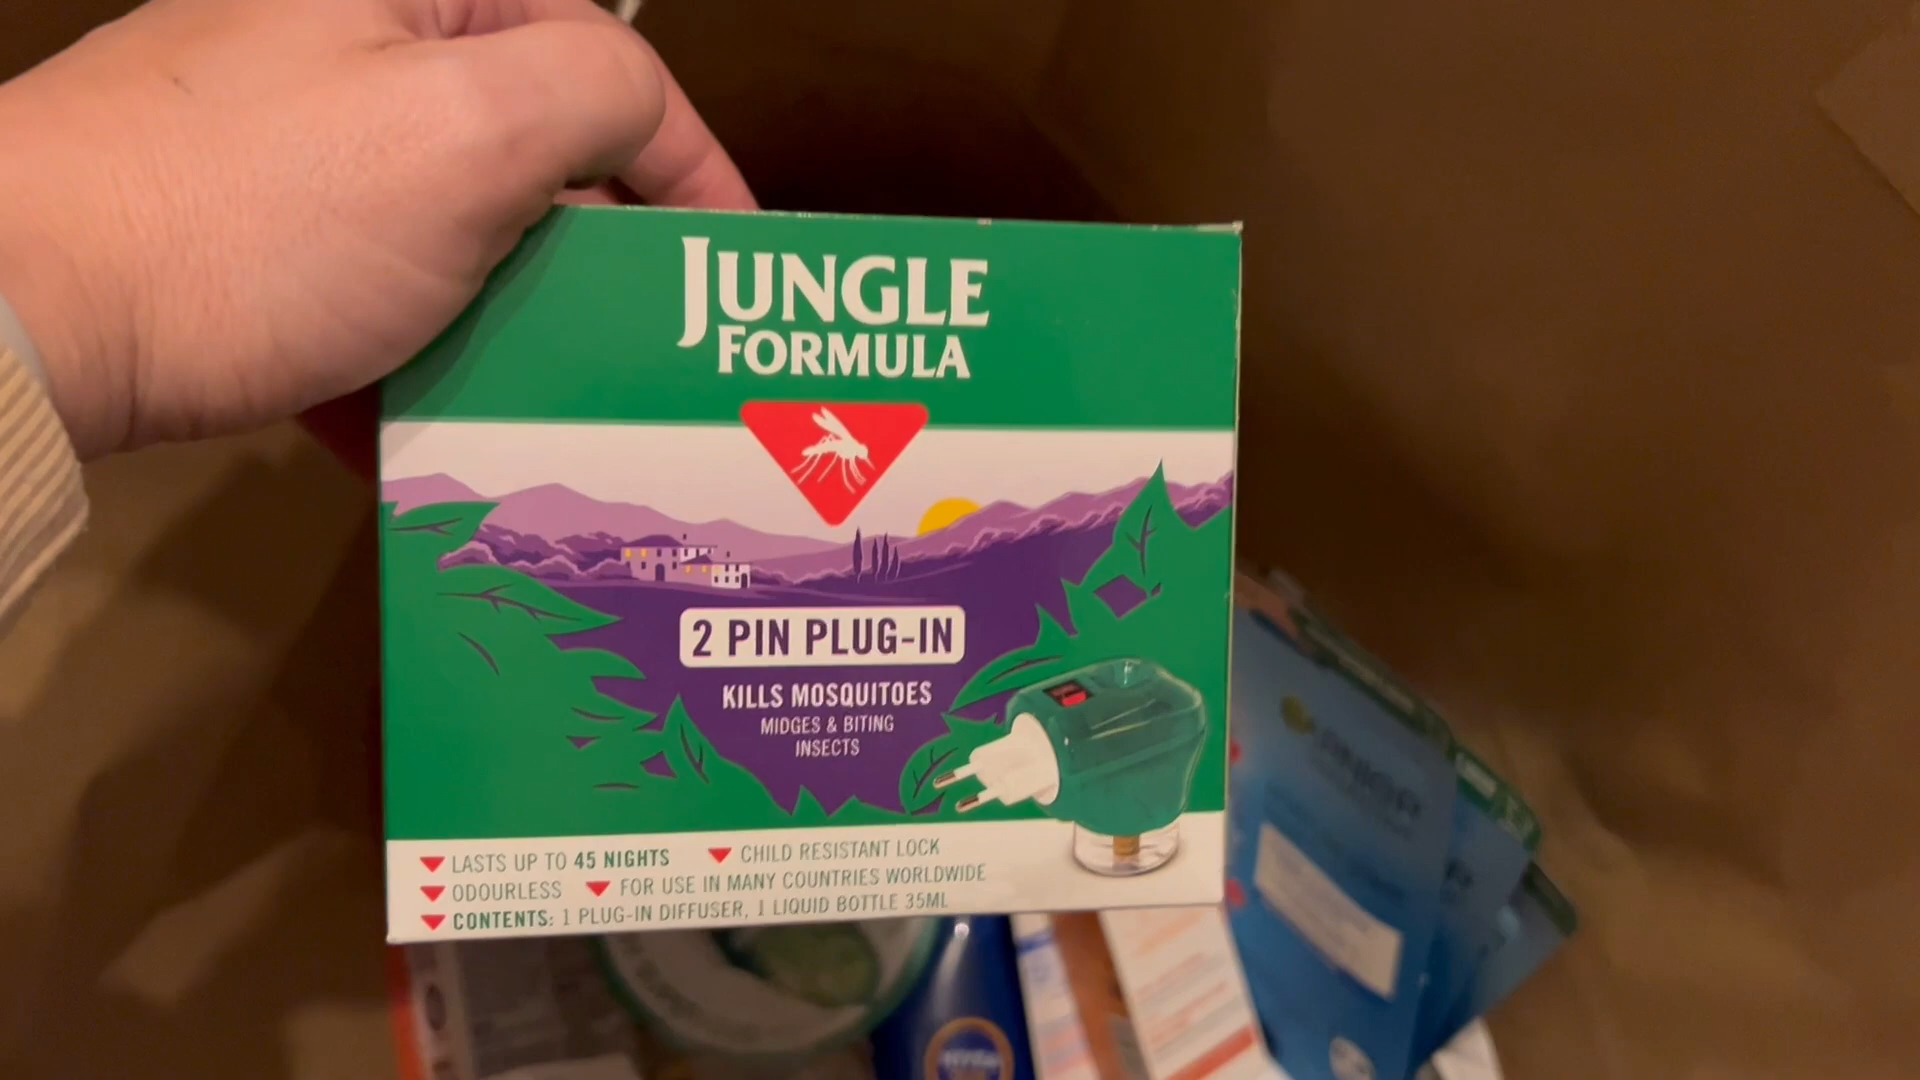 JUNGLE
FORMULA
2 PIN PLUG-IN
KILLS MOSQUITOES
MIDGES & BITING
INSECTS
LASTS UP TO 45 NIGHTS
CHILD RESISTANT LOCK
ODOURLESS
FOR USE IN MANY COUNTRIES WORLDWIDE
CONTENTS: 1 PLUG-IN DIFFUSER, 1 LIQUID BOTTLE 35ML